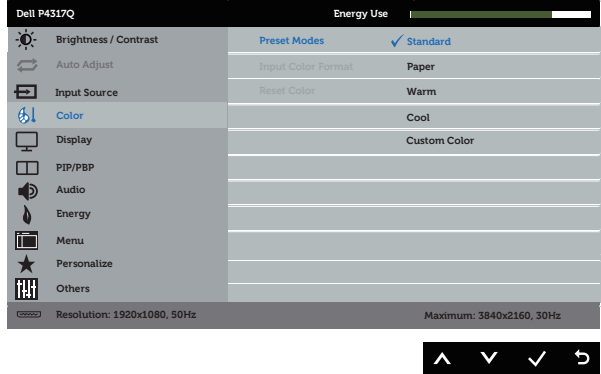 Dell P4317Q Energy Use
Brightness / Contrast Preset Modes Standard
Auto Adjust Input Color Format Paper
Input Source Reset Color Warm
Color Cool
Display Custom Color
PIP/PBP
Audio
Energy
Menu
Personalize
Others
Resolution: 1920x1080, 50Hz Maximum: 3840x2160, 30Hz